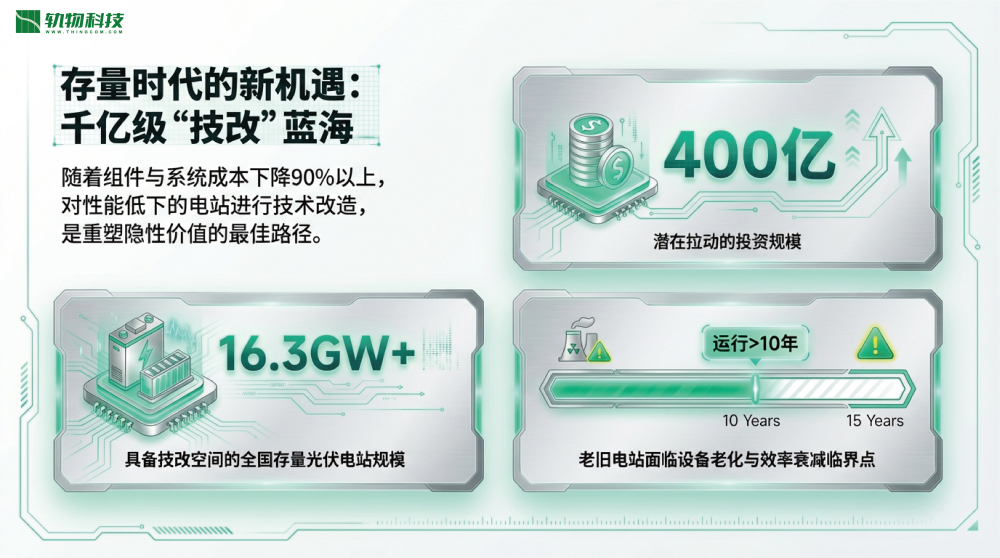 轨物科技
WWW.THINGCOM.COM
存量时代的新机遇：
千亿级“技改”蓝海
随着组件与系统成本下降90%以上，
对性能低下的电站进行技术改造，
是重塑隐性价值的最佳路径。
400亿
潜在拉动的投资规模
16.3GW+
具备技改空间的全国存量光伏电站规模
运行>10年
10 Years
15 Years
老旧电站面临设备老化与效率衰减临界点